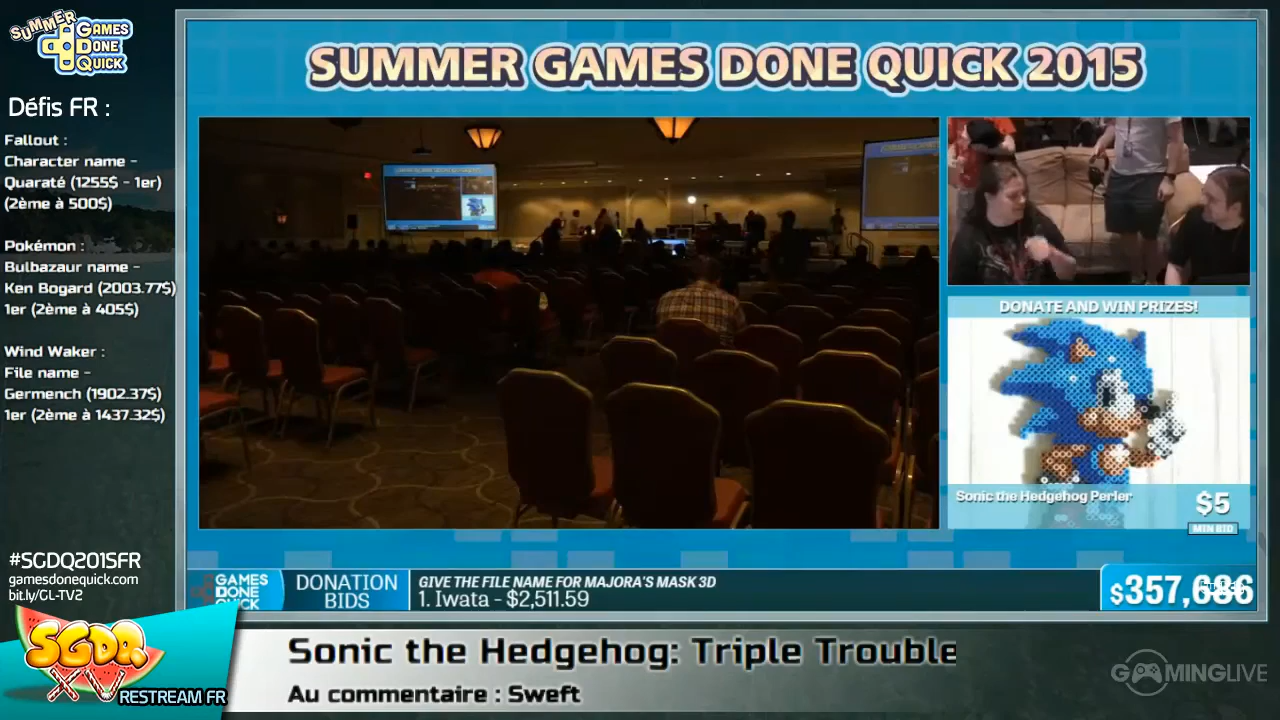 SUMMER
GAMES
DONE
QUICK
Défis FR :
Fallout :
Character name -
Quaraté (1255$ - 1er)
(2ème à 500$)
Pokémon :
Bulbazaur name -
Ken Bogard (2003.77$)
1er (2ème à 405$)
Wind Waker :
File name -
Germench (1902.37$)
1er (2ème à 1437.32$)
#SGDQ2015FR
gamesdonequick.com
bit.ly/GL-TV2
SGDQ
RESTREAM FR
SUMMER GAMES DONE QUICK 2015
DONATE AND WIN PRIZES!
Sonic the Hedgehog Perler
$5
MIN BID
GAMES
DONE
QUICK
DONATION
BIDS
GIVE THE FILE NAME FOR MAJORA'S MASK 3D
1. Iwata - $2,511.59
$357,686
Sonic the Hedgehog: Triple Trouble
Au commentaire : Sweft
GAMINGLIVE